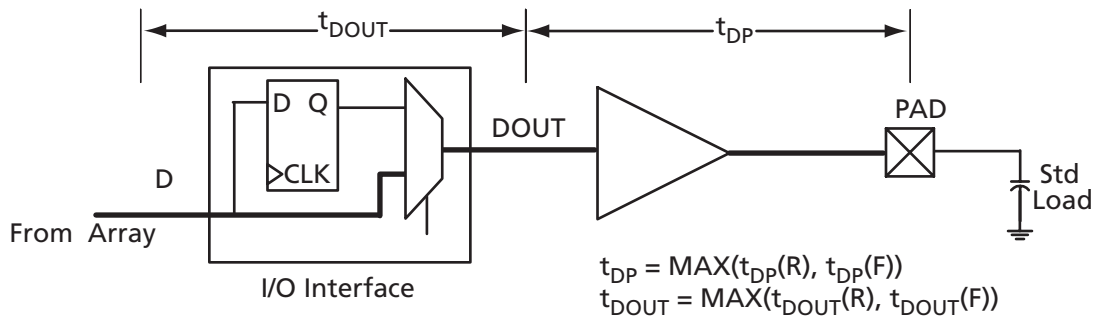 tDOUT
tDP
D Q
CLK
DOUT
PAD
D
Std
Load
From Array
I/O Interface
tDP = MAX(tDP(R), tDP(F))
tDOUT = MAX(tDOUT(R), tDOUT(F))